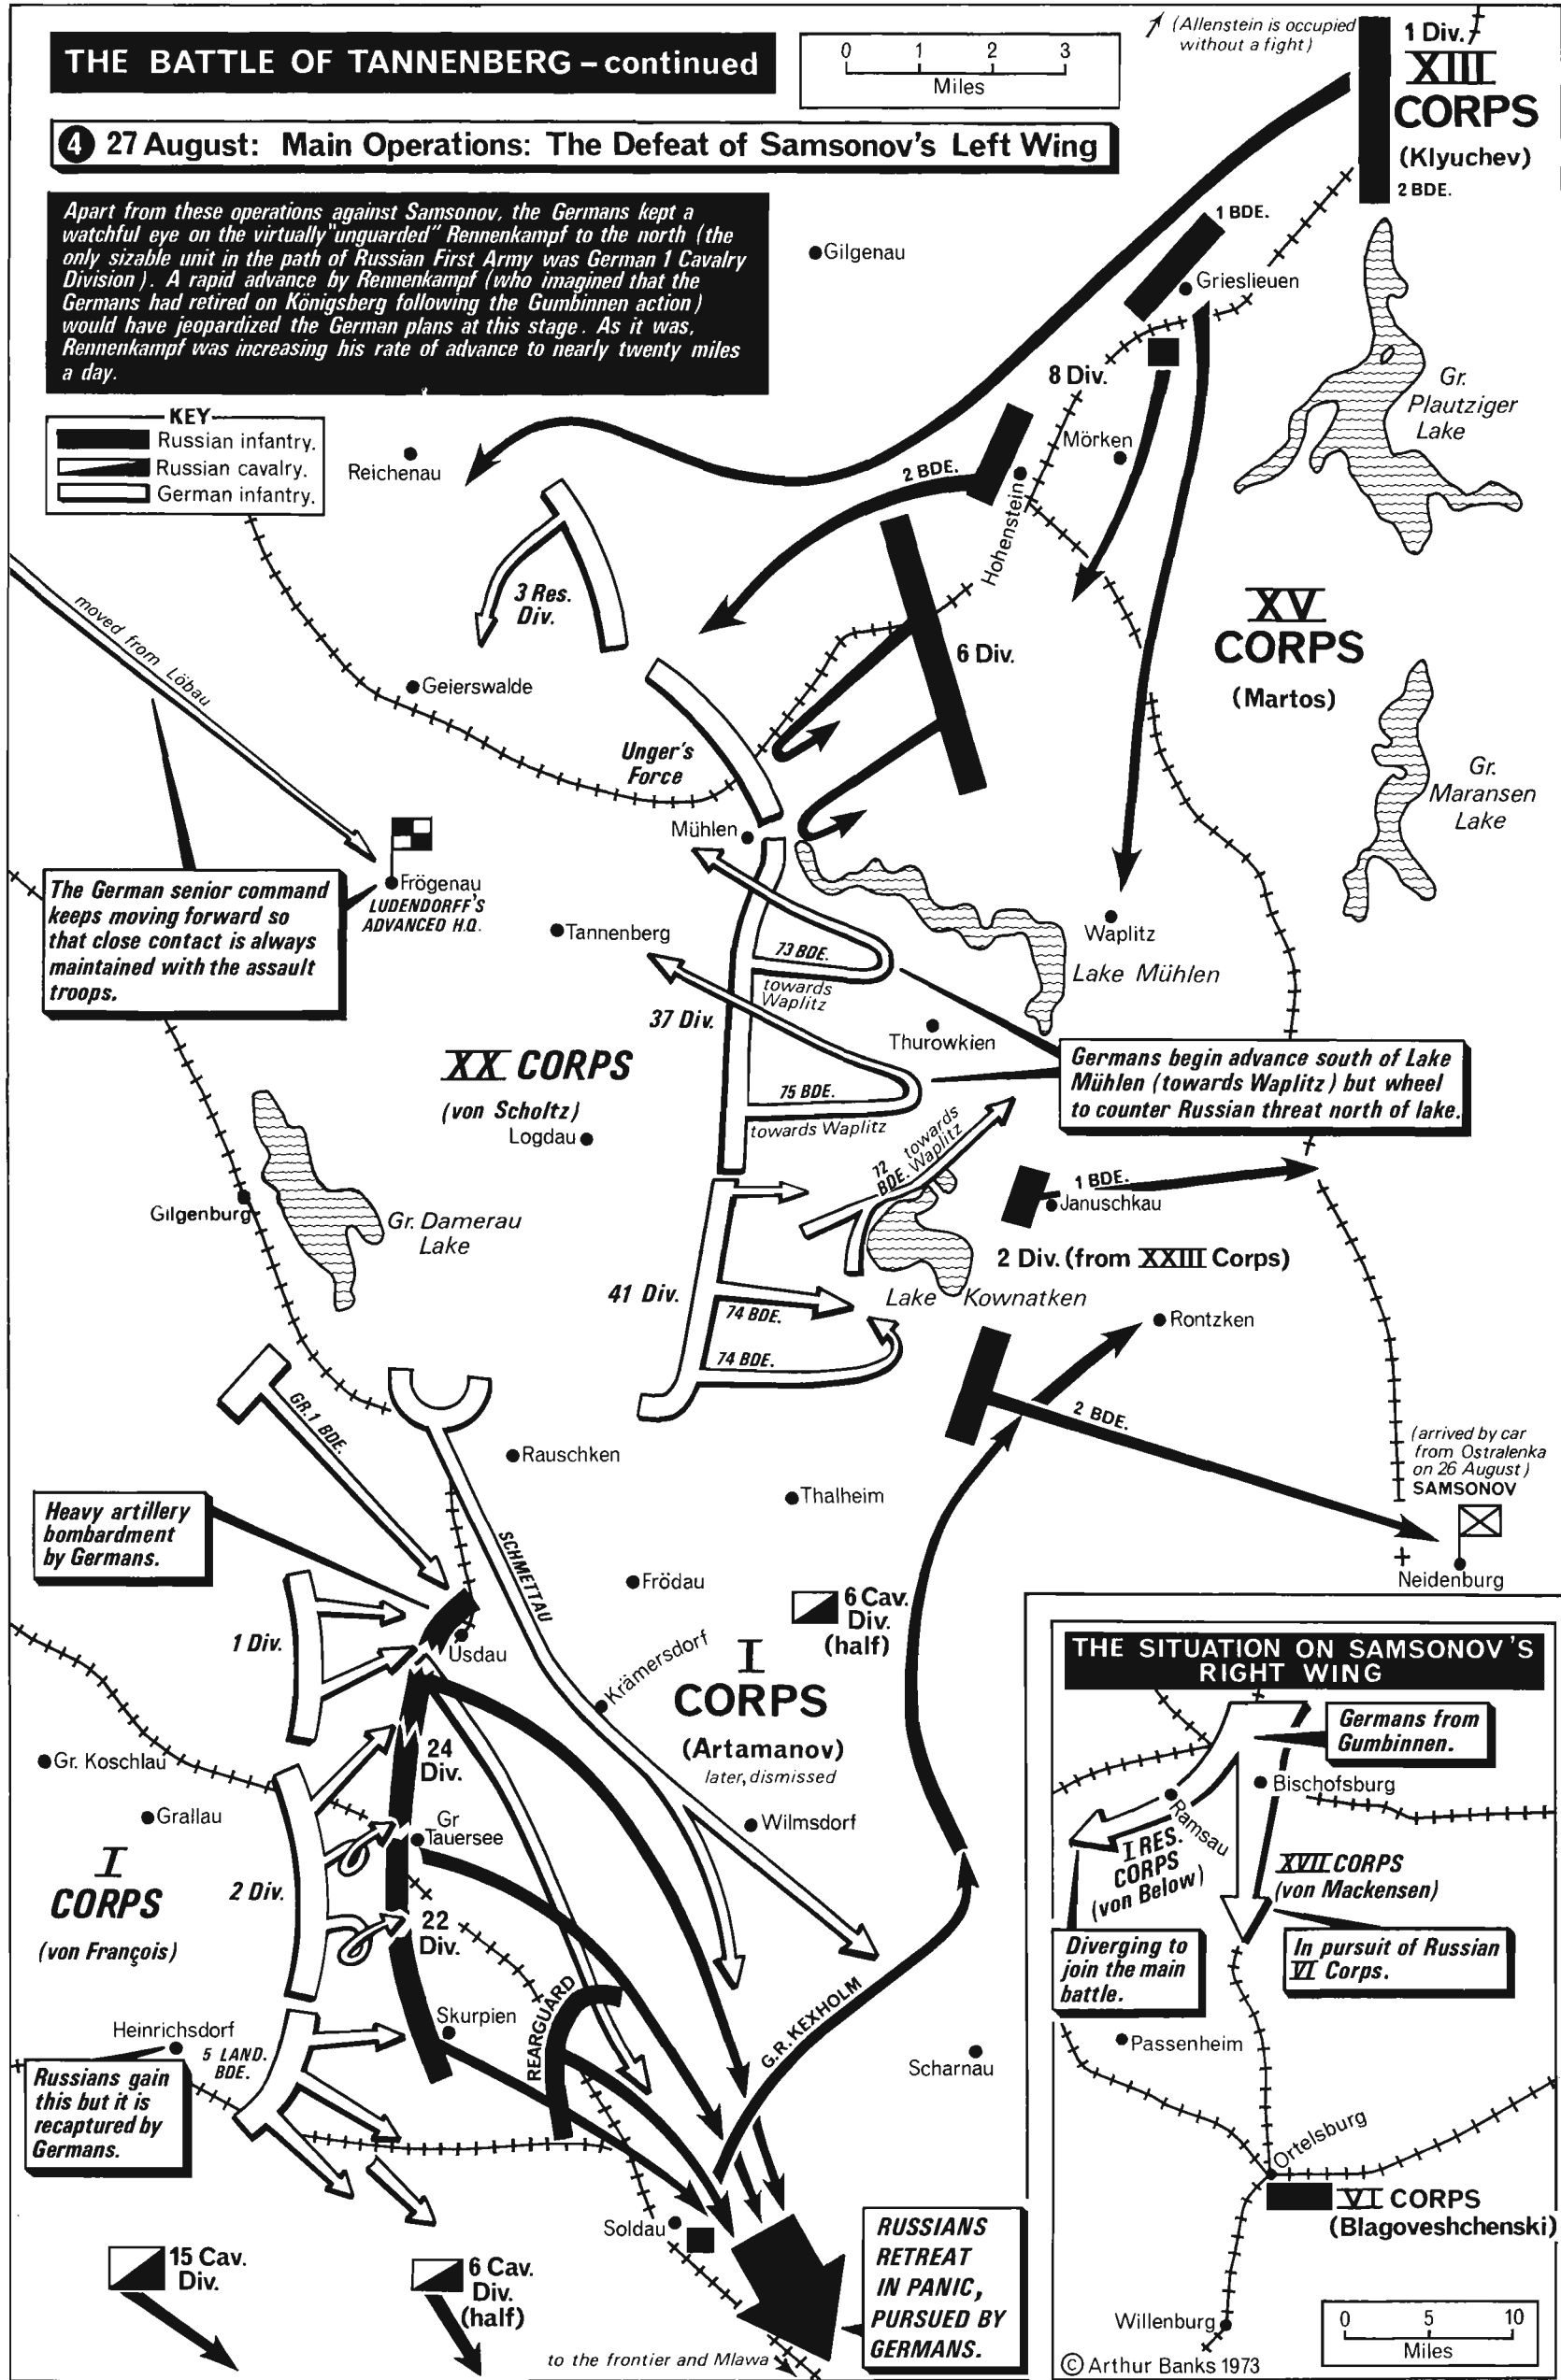 THE BATTLE OF TANNENBERG – continued
0 1 2 3
Miles
(Allenstein is occupied
without a fight)
1 Div.
XIII
CORPS
(Klyuchev)
2 BDE.
4 27 August: Main Operations: The Defeat of Samsonov's Left Wing
Apart from these operations against Samsonov, the Germans kept a
watchful eye on the virtually "unguarded" Rennenkampf to the north (the
only sizable unit in the path of Russian First Army was German 1 Cavalry
Division). A rapid advance by Rennenkampf (who imagined that the
Germans had retired on Königsberg following the Gumbinnen action)
would have jeopardized the German plans at this stage. As it was,
Rennenkampf was increasing his rate of advance to nearly twenty miles
a day.
KEY
Russian infantry.
Russian cavalry.
German infantry.
Gilgenau
1 BDE.
Grieslieuen
8 Div.
Mörken
Gr.
Plautziger
Lake
Reichenau
2 BDE.
Hohenstein
3 Res.
Div.
moved from Löbau
6 Div.
XV
CORPS
(Martos)
Geierswalde
Unger's
Force
Gr.
Maransen
Lake
Mühlen
The German senior command
keeps moving forward so
that close contact is always
maintained with the assault
troops.
Frögenau
LUDENDORFF'S
ADVANCED H.Q.
Tannenberg
73 BDE.
towards
Waplitz
Waplitz
Lake Mühlen
37 Div.
Thurowkien
XX CORPS
(von Scholtz)
Logdau
75 BDE.
towards Waplitz
Germans begin advance south of Lake
Mühlen (towards Waplitz) but wheel
to counter Russian threat north of lake.
72
BDE.
towards
Waplitz
1 BDE.
Januschkau
2 Div. (from XXIII Corps)
Gilgenburg
Gr. Damerau
Lake
41 Div.
74 BDE.
74 BDE.
Lake Kownatken
Rontzken
GR. 1 BDE.
2 BDE.
Rauschken
(arrived by car
from Ostralenka
on 26 August)
SAMSONOV
Neidenburg
Thalheim
Heavy artillery
bombardment
by Germans.
SCHMETTAU
Frödau
6 Cav.
Div.
(half)
1 Div.
Usdau
Krämersdorf
I
CORPS
(Artamanov)
later, dismissed
24
Div.
Gr. Koschlau
Grallau
Gr
Tauersee
Wilmsdorf
I
CORPS
(von François)
2 Div.
22
Div.
Skurpien
REARGUARD
G.R. KEXHOLM
Scharnau
Heinrichsdorf
5 LAND.
BDE.
Russians gain
this but it is
recaptured by
Germans.
Soldau
15 Cav.
Div.
6 Cav.
Div.
(half)
RUSSIANS
RETREAT
IN PANIC,
PURSUED BY
GERMANS.
to the frontier and Mlawa
THE SITUATION ON SAMSONOV'S
RIGHT WING
Germans from
Gumbinnen.
Bischofsburg
Ramsau
I RES.
CORPS
(von Below)
XVII CORPS
(von Mackensen)
Diverging to
join the main
battle.
In pursuit of Russian
VI Corps.
Passenheim
Ortelsburg
VI CORPS
(Blagoveshchenski)
Willenburg
0 5 10
Miles
© Arthur Banks 1973